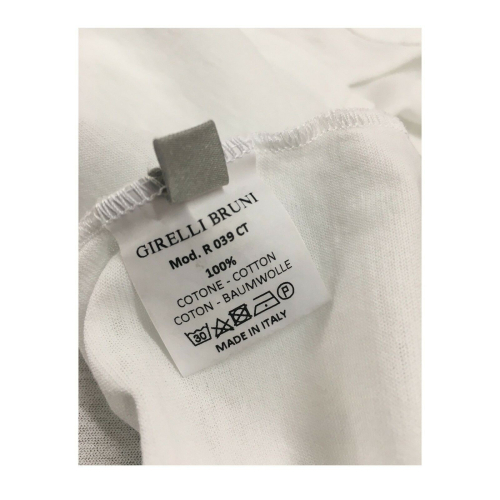 GIRELLI BRUNI
Mod. R 039 CT
100%
COTONE - COTTON
COTON - BAUMWOLLE
30 P
MADE IN ITALY